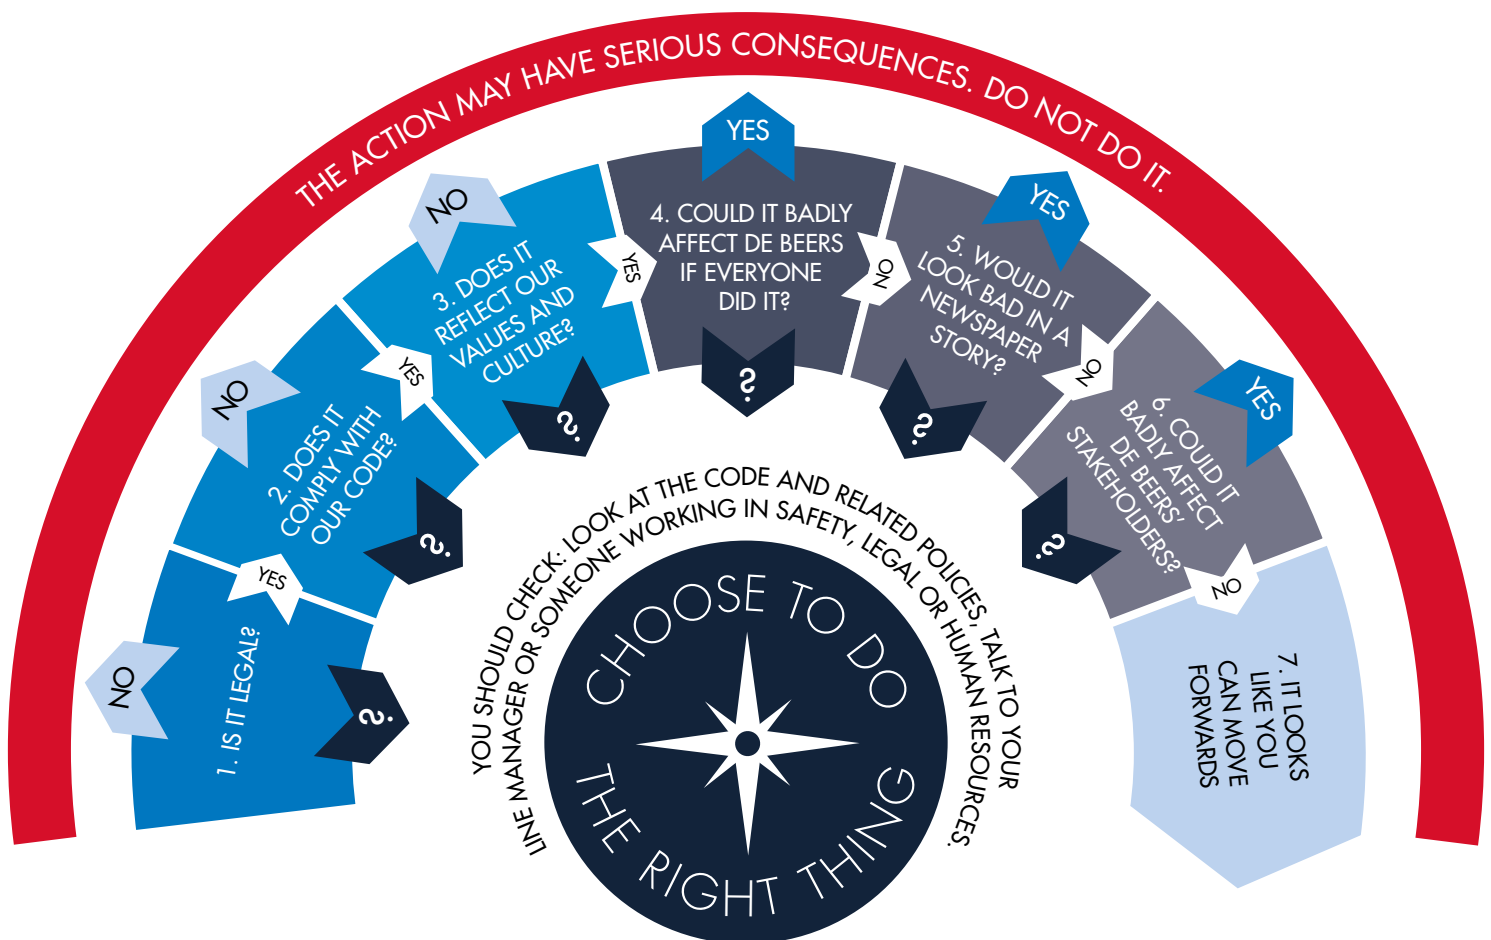 THE ACTION MAY HAVE SERIOUS CONSEQUENCES. DO NOT DO IT.
NO
1. IS IT LEGAL?
?
YES
NO
2. DOES IT
COMPLY WITH
OUR CODE?
?
YES
NO
3. DOES IT
REFLECT OUR
VALUES AND
CULTURE?
?
YES
YES
4. COULD IT BADLY
AFFECT DE BEERS
IF EVERYONE
DID IT?
?
NO
YES
5. WOULD IT
LOOK BAD IN A
NEWSPAPER
STORY?
?
NO
YES
6. COULD IT
BADLY AFFECT
DE BEERS'
STAKEHOLDERS?
?
NO
7. IT LOOKS
LIKE YOU
CAN MOVE
FORWARDS
YOU SHOULD CHECK: LOOK AT THE CODE AND RELATED POLICIES, TALK TO YOUR
LINE MANAGER OR SOMEONE WORKING IN SAFETY, LEGAL OR HUMAN RESOURCES.
CHOOSE TO DO
THE RIGHT THING